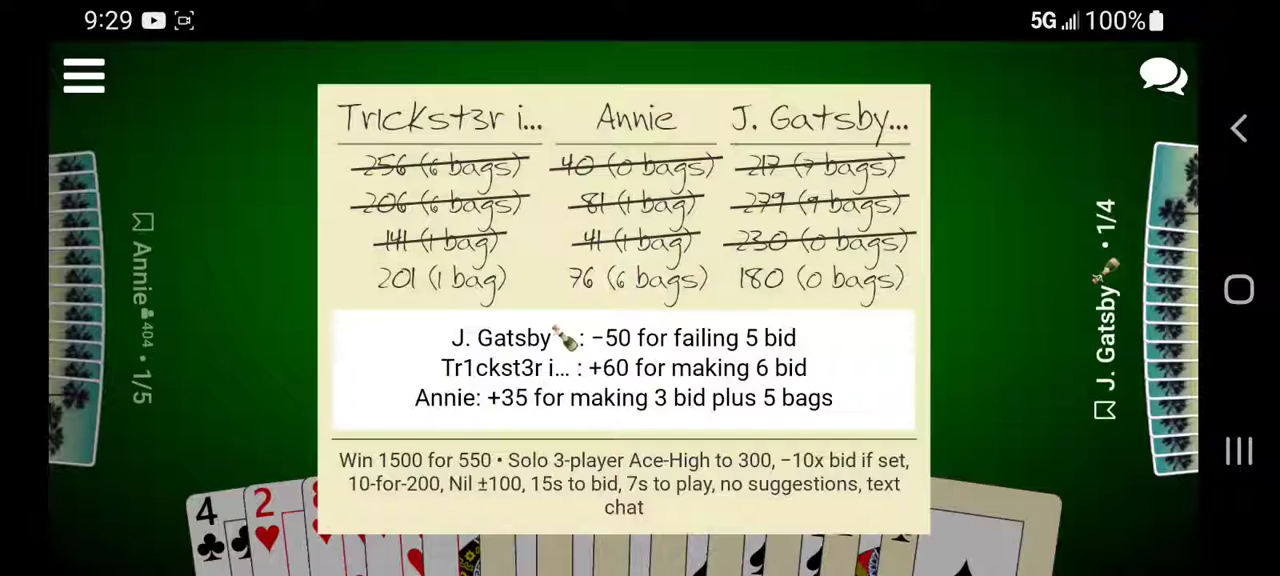 9:29
5G 100%
Tr1ckst3r i... Annie J. Gatsby...
256 (6 bags) 40 (0 bags) 217 (7 bags)
206 (6 bags) 81 (1 bag) 279 (9 bags)
141 (1 bag) 41 (1 bag) 230 (0 bags)
201 (1 bag) 76 (6 bags) 180 (0 bags)
J. Gatsby🍾: −50 for failing 5 bid
Tr1ckst3r i... : +60 for making 6 bid
Annie: +35 for making 3 bid plus 5 bags
Win 1500 for 550 • Solo 3-player Ace-High to 300, −10x bid if set,
10-for-200, Nil ±100, 15s to bid, 7s to play, no suggestions, text
chat
Annie 404 • 1/5
J. Gatsby🍾 • 1/4
4
2